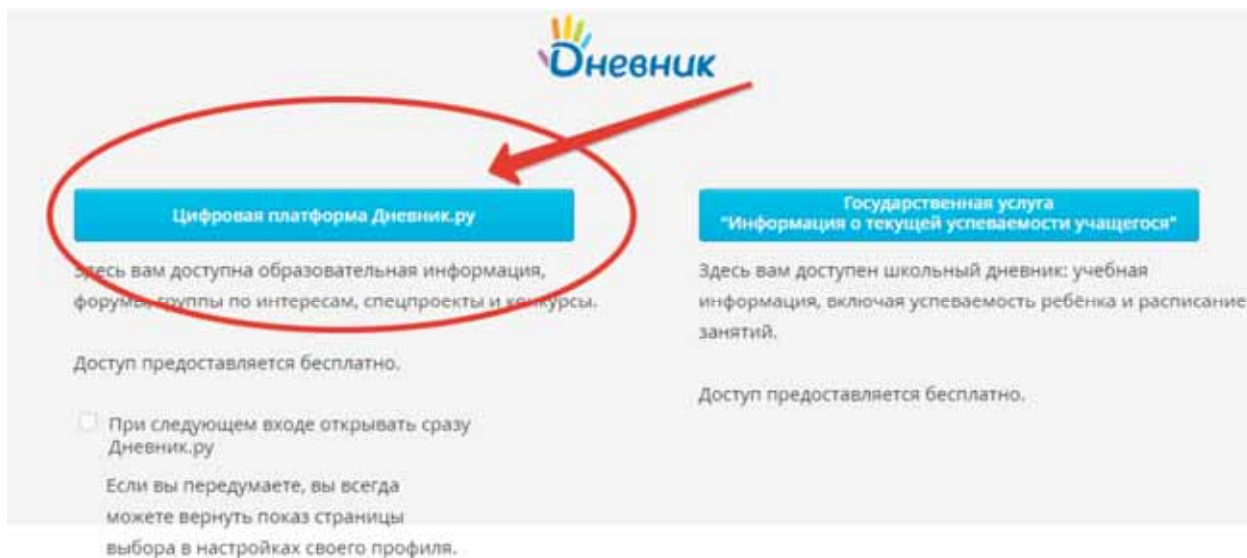 Дневник
Цифровая платформа Дневник.ру
Здесь вам доступна образовательная информация,
форумы, группы по интересам, спецпроекты и конкурсы.
Доступ предоставляется бесплатно.
При следующем входе открывать сразу
Дневник.ру
Если вы передумаете, вы всегда
можете вернуть показ страницы
выбора в настройках своего профиля.
Государственная услуга
"Информация о текущей успеваемости учащегося"
Здесь вам доступен школьный дневник: учебная
информация, включая успеваемость ребёнка и расписание
занятий.
Доступ предоставляется бесплатно.